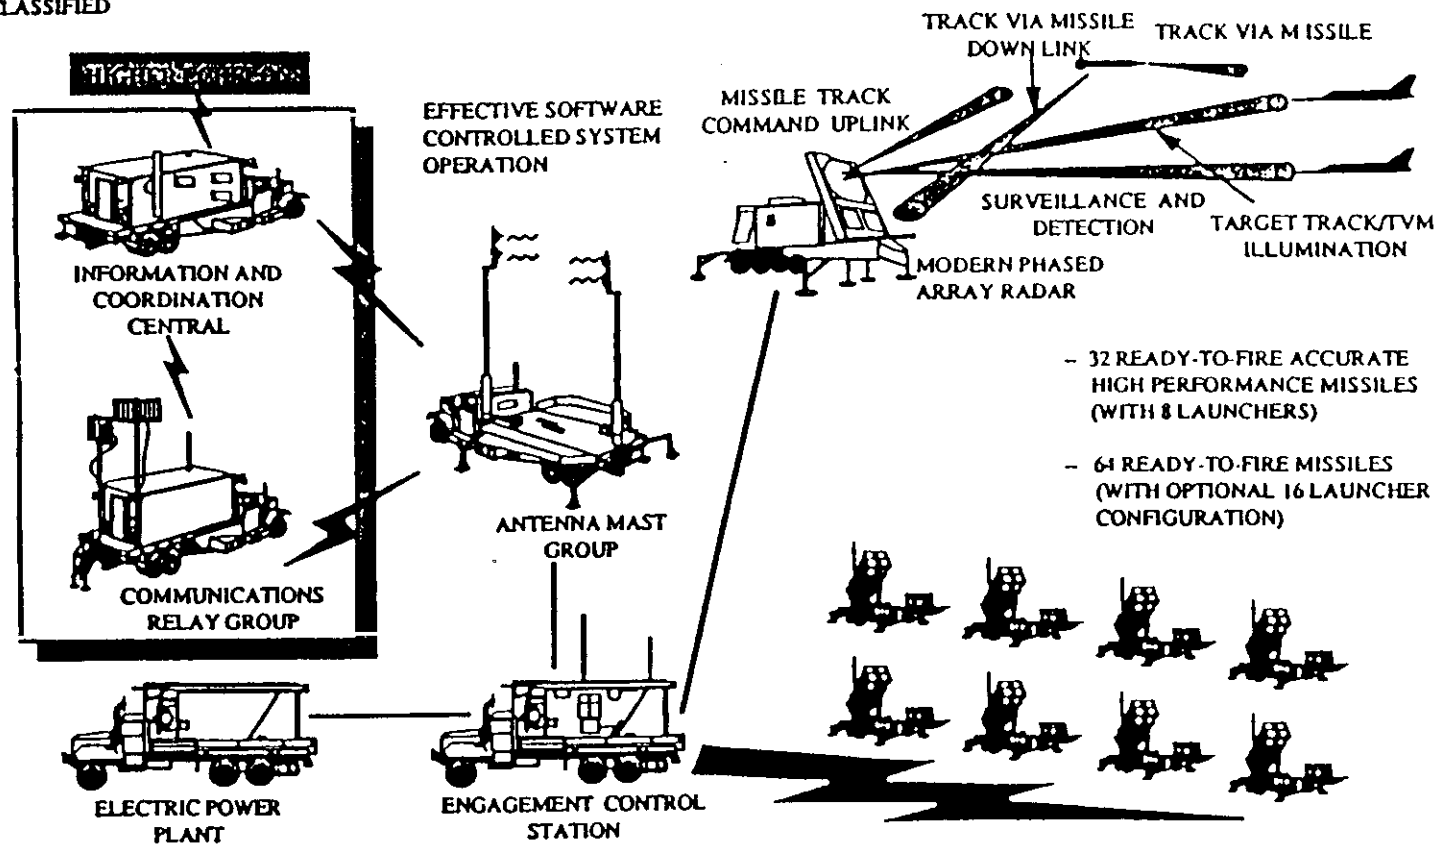 LASSIFIED
HIGHER ECHELONS
INFORMATION AND
COORDINATION
CENTRAL
COMMUNICATIONS
RELAY GROUP
EFFECTIVE SOFTWARE
CONTROLLED SYSTEM
OPERATION
ANTENNA MAST
GROUP
MISSILE TRACK
COMMAND UPLINK
TRACK VIA MISSILE
DOWN LINK
TRACK VIA MISSILE
SURVEILLANCE AND
DETECTION
TARGET TRACK/TVM
ILLUMINATION
MODERN PHASED
ARRAY RADAR
- 32 READY-TO-FIRE ACCURATE
HIGH PERFORMANCE MISSILES
(WITH 8 LAUNCHERS)
- 64 READY-TO-FIRE MISSILES
(WITH OPTIONAL 16 LAUNCHER
CONFIGURATION)
ELECTRIC POWER
PLANT
ENGAGEMENT CONTROL
STATION